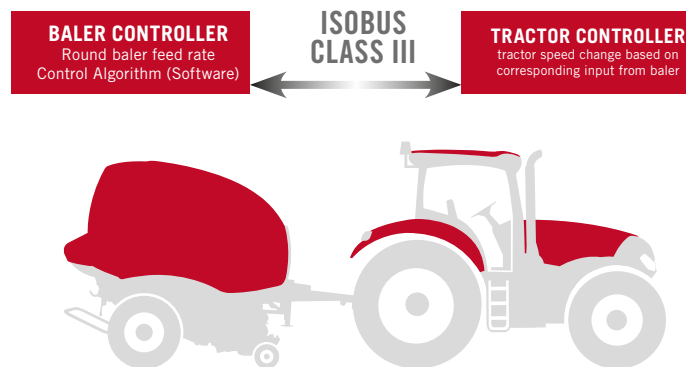 BALER CONTROLLER
Round baler feed rate
Control Algorithm (Software)
ISOBUS
CLASS III
TRACTOR CONTROLLER
tractor speed change based on
corresponding input from baler